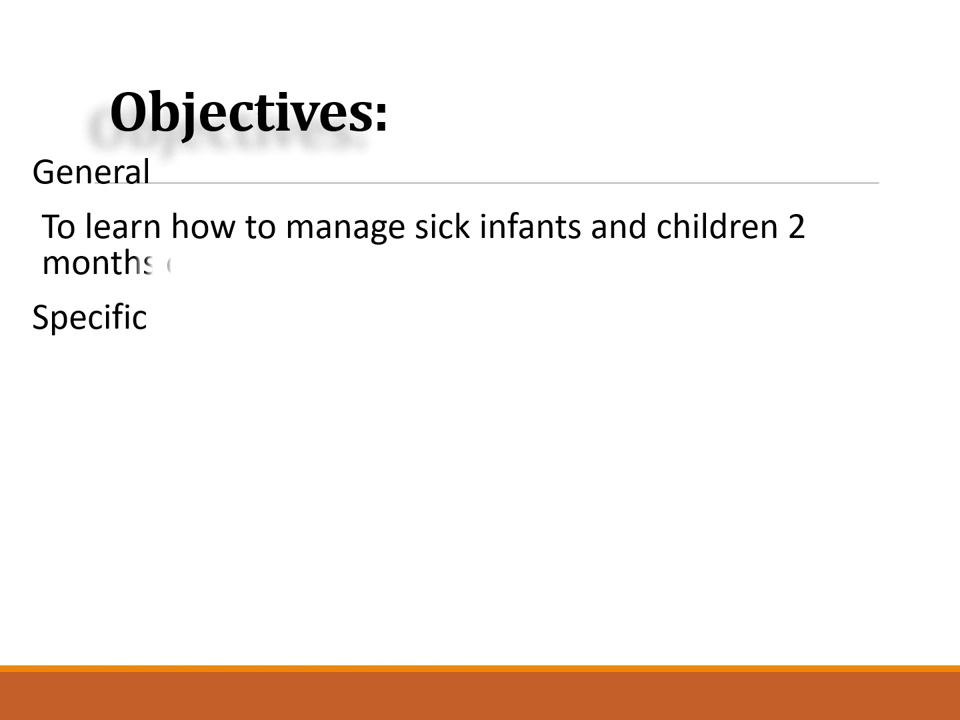 Objectives:
General
To learn how to manage sick infants and children 2
months
Specific